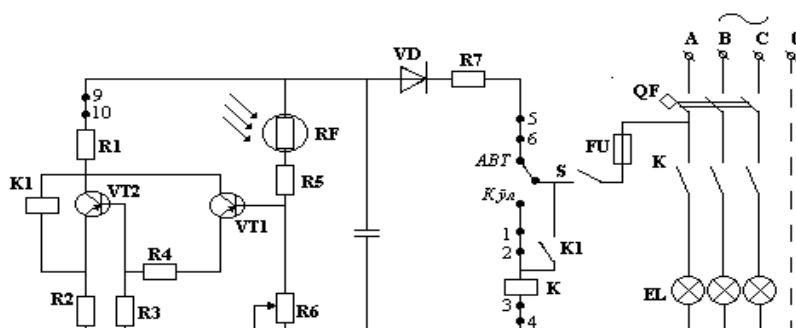 A
B
C
VD
R7
QF
9
10
RF
5
6
FU
R1
АВТ
K
S
K1
VT2
R5
Қўл
VT1
1
2
K1
R4
K
EL
R2
R3
R6
3
4